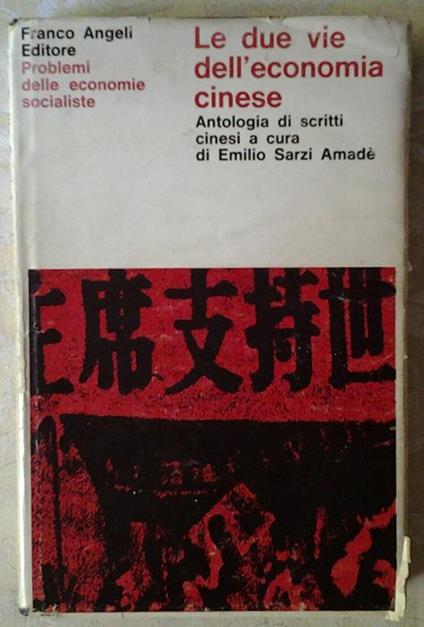 Franco Angeli
Editore
Problemi
delle economie
socialiste
Le due vie
dell'economia
cinese
Antologia di scritti
cinesi a cura
di Emilio Sarzi Amadè
主席支持世